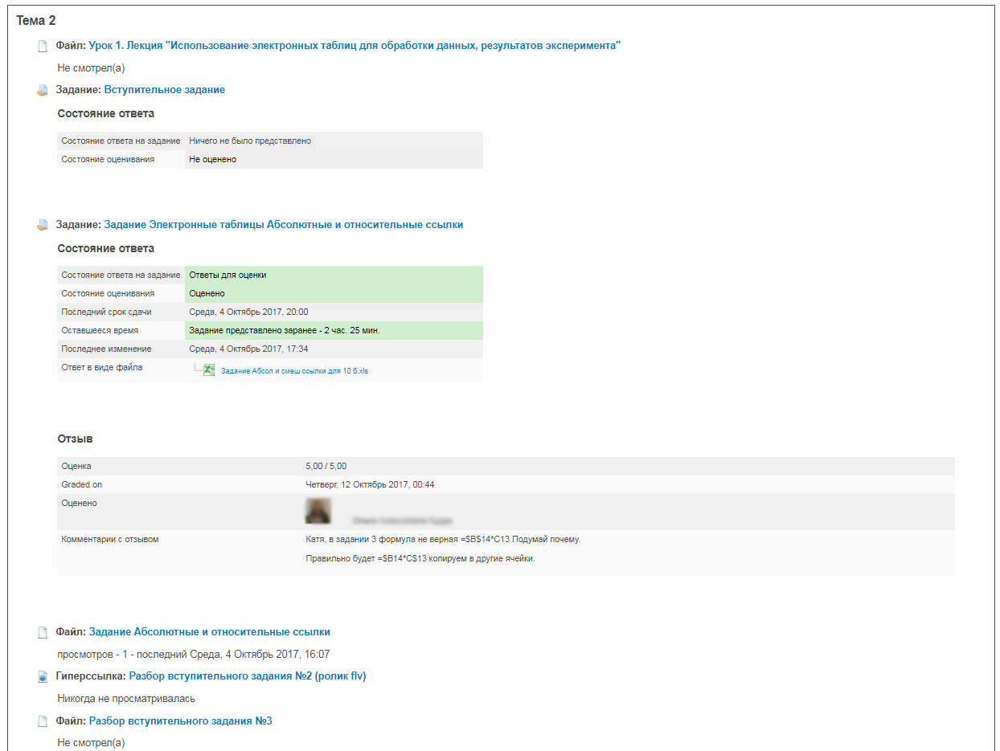 Тема 2
Файл: Урок 1. Лекция "Использование электронных таблиц для обработки данных, результатов эксперимента"
Не смотрел(а)
Задание: Вступительное задание
Состояние ответа
Состояние ответа на задание Ничего не было представлено
Состояние оценивания Не оценено
Задание: Задание Электронные таблицы Абсолютные и относительные ссылки
Состояние ответа
Состояние ответа на задание Ответы для оценки
Состояние оценивания Оценено
Последний срок сдачи Среда, 4 Октябрь 2017, 20:00
Оставшееся время Задание представлено заранее - 2 час. 25 мин.
Последнее изменение Среда, 4 Октябрь 2017, 17:34
Ответ в виде файла Задание Абсол и смеш ссылки для 10 б.xls
Отзыв
Оценка 5,00 / 5,00
Graded on Четверг, 12 Октябрь 2017, 00:44
Оценено
Комментарии с отзывом Катя, в задании 3 формула не верная =$B$14*C13 Подумай почему.
Правильно будет =$B14*C$13 копируем в другие ячейки.
Файл: Задание Абсолютные и относительные ссылки
просмотров - 1 - последний Среда, 4 Октябрь 2017, 16:07
Гиперссылка: Разбор вступительного задания №2 (ролик flv)
Никогда не просматривалась
Файл: Разбор вступительного задания №3
Не смотрел(а)